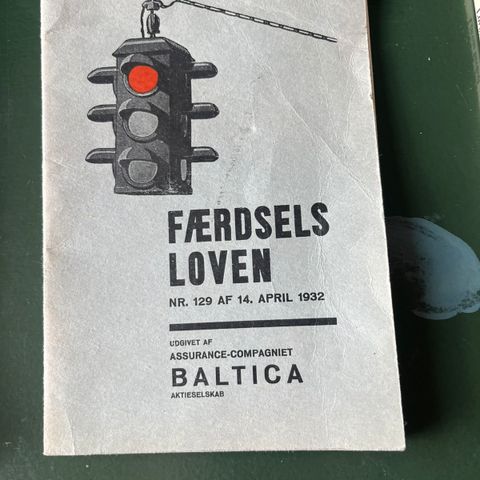 FÆRDSELS
LOVEN
NR. 129 AF 14. APRIL 1932
UDGIVET AF
ASSURANCE-COMPAGNIET
BALTICA
AKTIESELSKAB